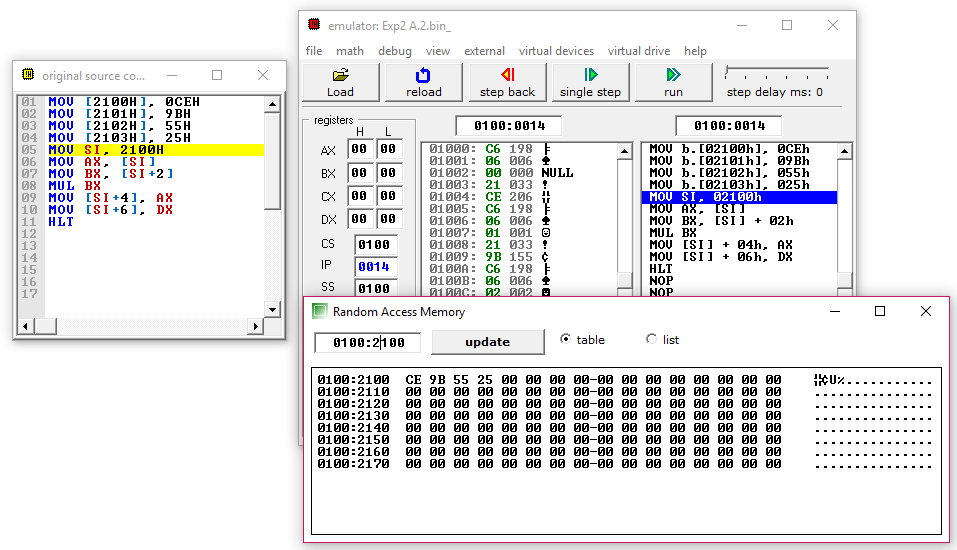 original source co...
01 MOV [2100H], 0CEH
02 MOV [2101H], 9BH
03 MOV [2102H], 55H
04 MOV [2103H], 25H
05 MOV SI, 2100H
06 MOV AX, [SI]
07 MOV BX, [SI+2]
08 MUL BX
09 MOV [SI+4], AX
10 MOV [SI+6], DX
11 HLT
12
13
14
15
16
17
emulator: Exp2 A.2.bin_
file math debug view external virtual devices virtual drive help
Load reload step back single step run step delay ms: 0
registers
H L
AX 00 00
BX 00 00
CX 00 00
DX 00 00
CS 0100
IP 0014
SS 0100
0100:0014
01000: C6 198 ╞
01001: 06 006 ♠
01002: 00 000 NULL
01003: 21 033 !
01004: CE 206 ╬
01005: C6 198 ╞
01006: 06 006 ♠
01007: 01 001 ☺
01008: 21 033 !
01009: 9B 155 ¢
0100A: C6 198 ╞
0100B: 06 006 ♠
0100C: 02 002 ☻
0100:0014
MOV b.[02100h], 0CEh
MOV b.[02101h], 09Bh
MOV b.[02102h], 055h
MOV b.[02103h], 025h
MOV SI, 02100h
MOV AX, [SI]
MOV BX, [SI] + 02h
MUL BX
MOV [SI] + 04h, AX
MOV [SI] + 06h, DX
HLT
NOP
NOP
Random Access Memory
0100:2100 update table list
0100:2100 CE 9B 55 25 00 00 00 00-00 00 00 00 00 00 00 00 ╬¢U%............
0100:2110 00 00 00 00 00 00 00 00-00 00 00 00 00 00 00 00 ................
0100:2120 00 00 00 00 00 00 00 00-00 00 00 00 00 00 00 00 ................
0100:2130 00 00 00 00 00 00 00 00-00 00 00 00 00 00 00 00 ................
0100:2140 00 00 00 00 00 00 00 00-00 00 00 00 00 00 00 00 ................
0100:2150 00 00 00 00 00 00 00 00-00 00 00 00 00 00 00 00 ................
0100:2160 00 00 00 00 00 00 00 00-00 00 00 00 00 00 00 00 ................
0100:2170 00 00 00 00 00 00 00 00-00 00 00 00 00 00 00 00 ................